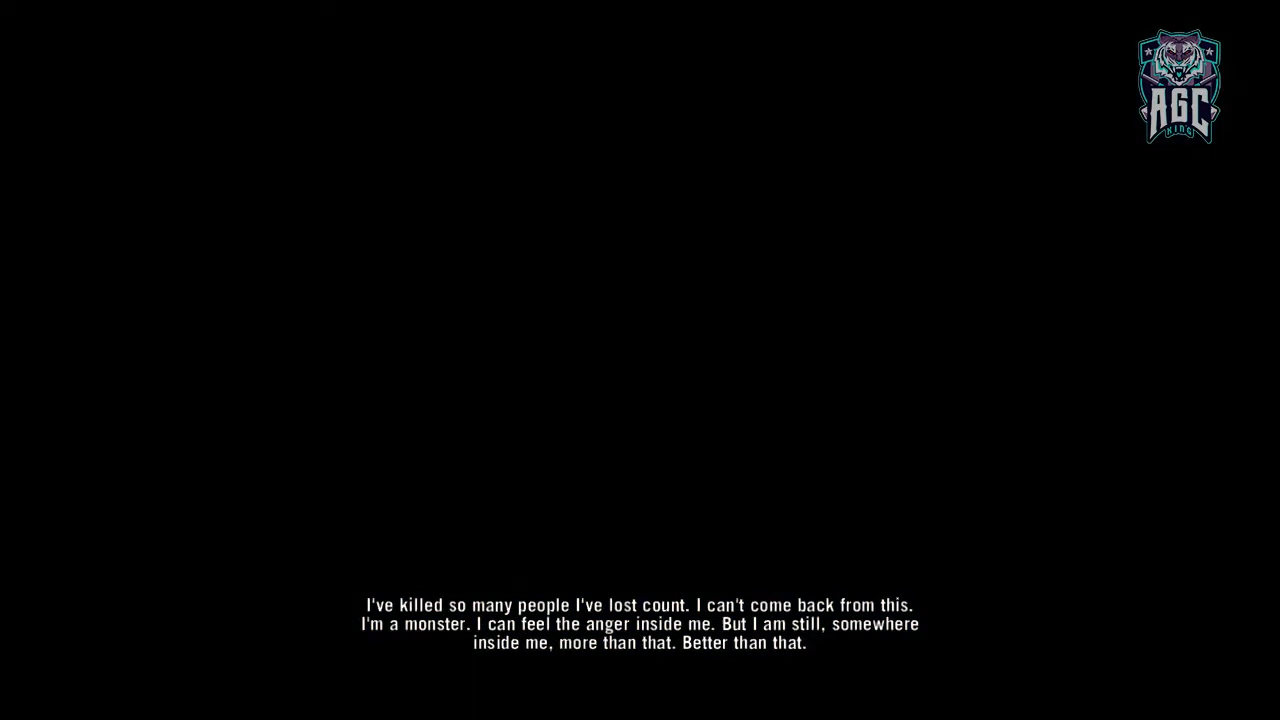 AGC
KING
I've killed so many people I've lost count. I can't come back from this.
I'm a monster. I can feel the anger inside me. But I am still, somewhere
inside me, more than that. Better than that.